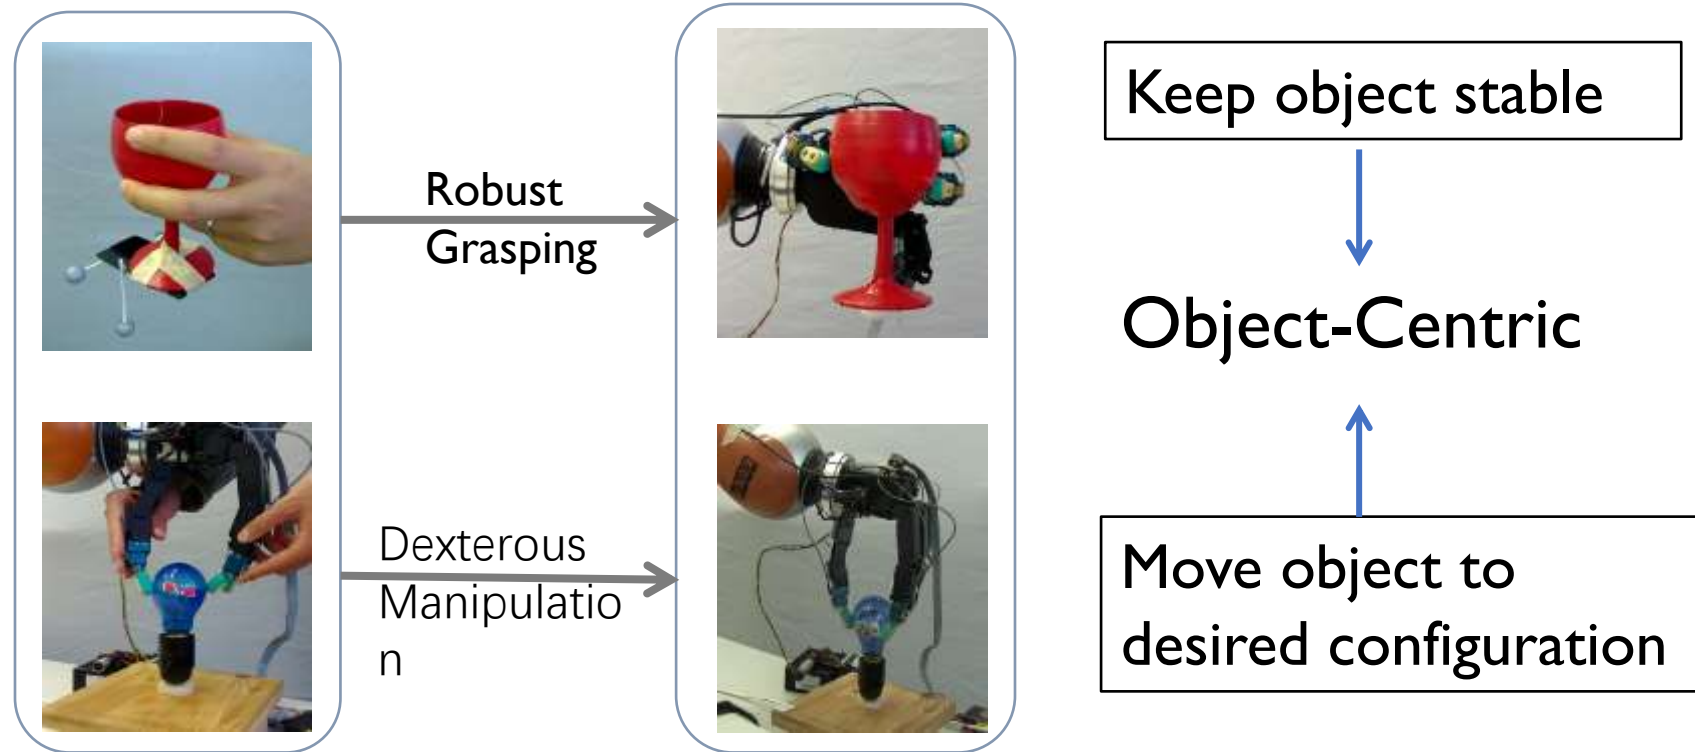 Robust
Grasping
Dexterous
Manipulatio
n
Keep object stable
Object-Centric
Move object to
desired configuration